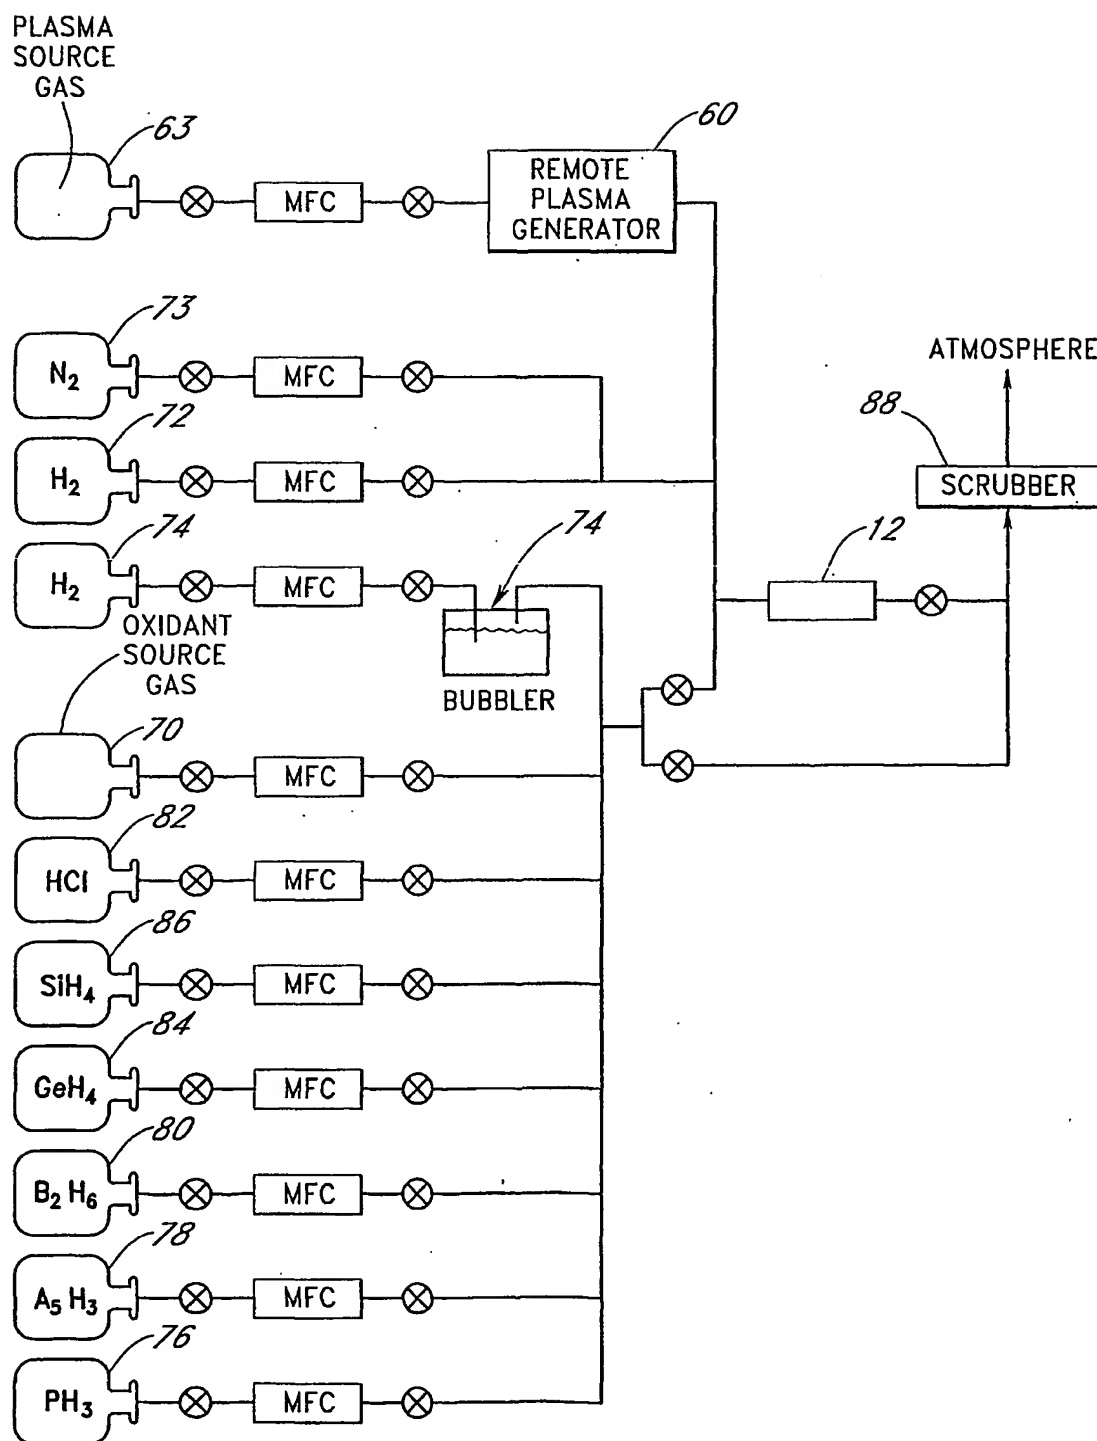 PLASMA
SOURCE
GAS
63
60
MFC
REMOTE
PLASMA
GENERATOR
73
N2
MFC
ATMOSPHERE
72
88
H2
MFC
SCRUBBER
74
74
12
H2
MFC
OXIDANT
SOURCE
GAS
BUBBLER
70
MFC
82
HCl
MFC
86
SiH4
MFC
84
GeH4
MFC
80
B2 H6
MFC
78
A5 H3
MFC
76
PH3
MFC